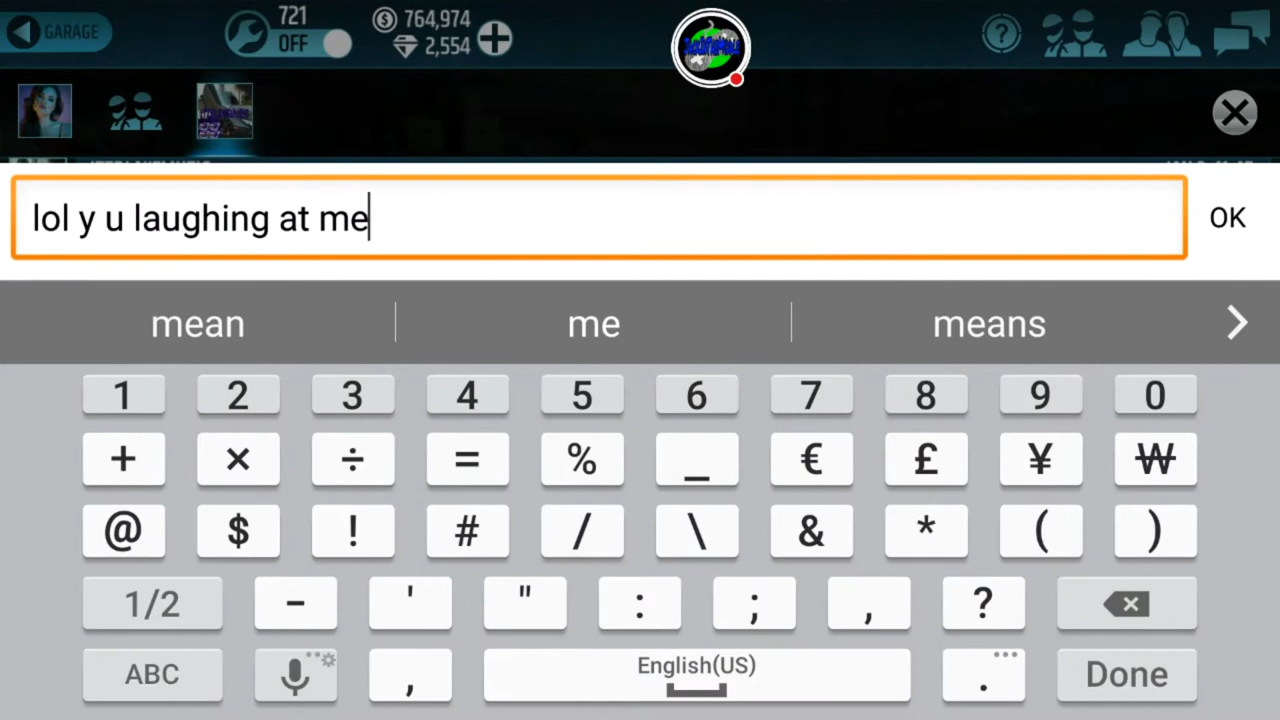 GARAGE
721
OFF
764,974
2,554
lol y u laughing at me
OK
mean
me
means
1 2 3 4 5 6 7 8 9 0
+ × ÷ = % _ € £ ¥ ₩
@ $ ! # / \ & * ( )
1/2 - ' " : ; , ?
ABC , English(US) . Done